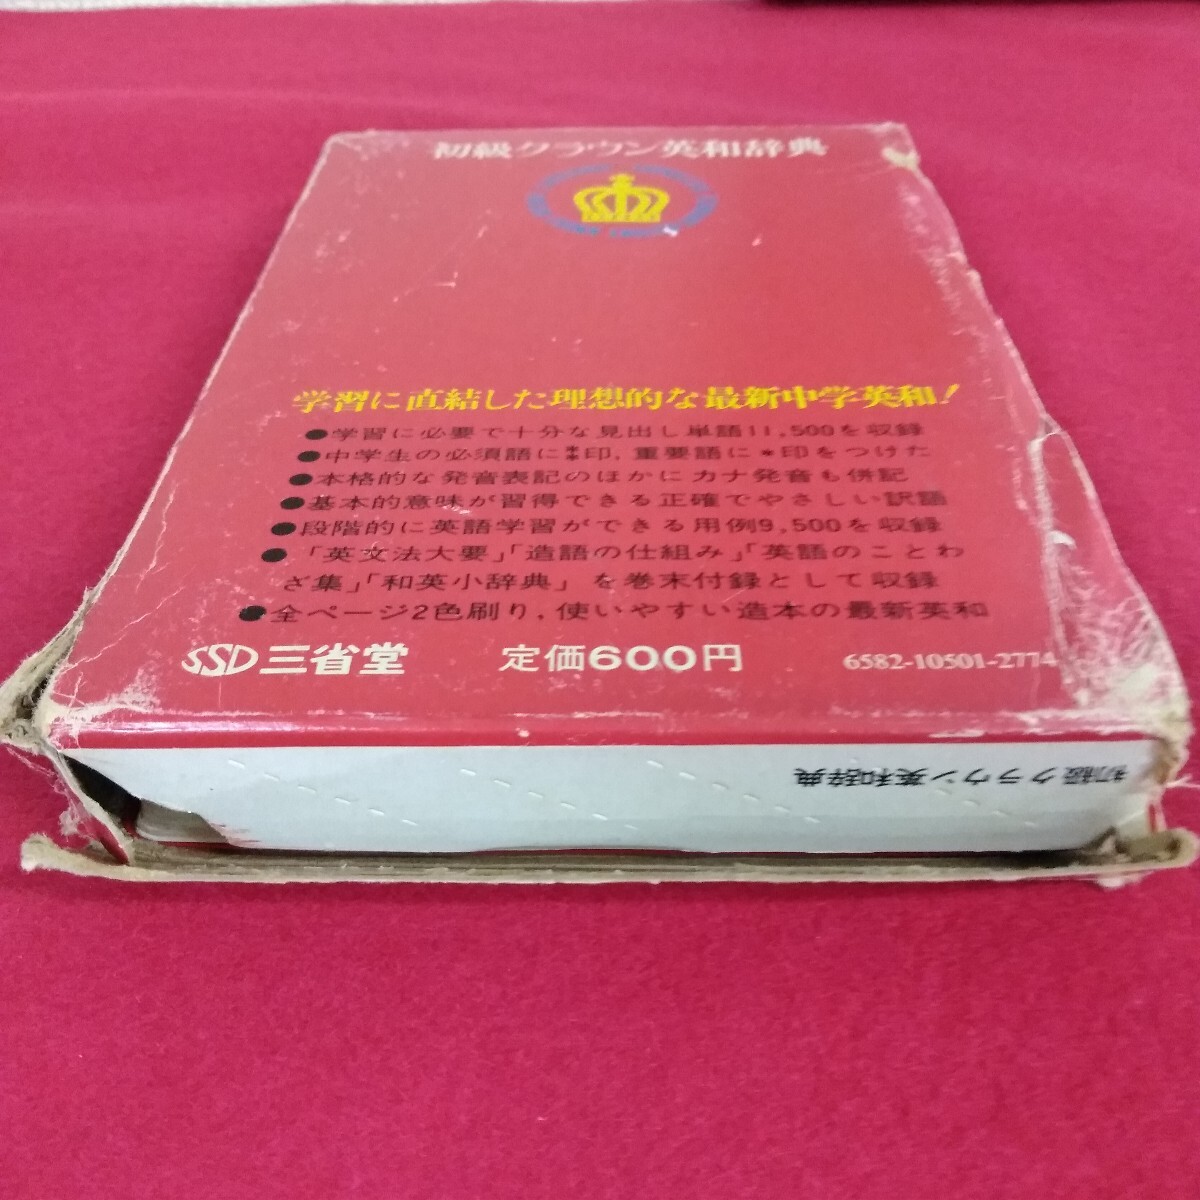 初級クラウン英和辞典
学習に直結した理想的な最新中学英和!
●学習に必要で十分な見出し単語11,500を収録
●中学生の必須語に⁑印,重要語に*印をつけた
●本格的な発音表記のほかにカナ発音も併記
●基本的意味が習得できる正確でやさしい訳語
●段階的に英語学習ができる用例9,500を収録
●「英文法大要」「造語の仕組み」「英語のことわ
ざ集」「和英小辞典」を巻末付録として収録
●全ページ2色刷り,使いやすい造本の最新英和
SSD三省堂 定価600円 6582-10501-2774
初級クラウン英和辞典